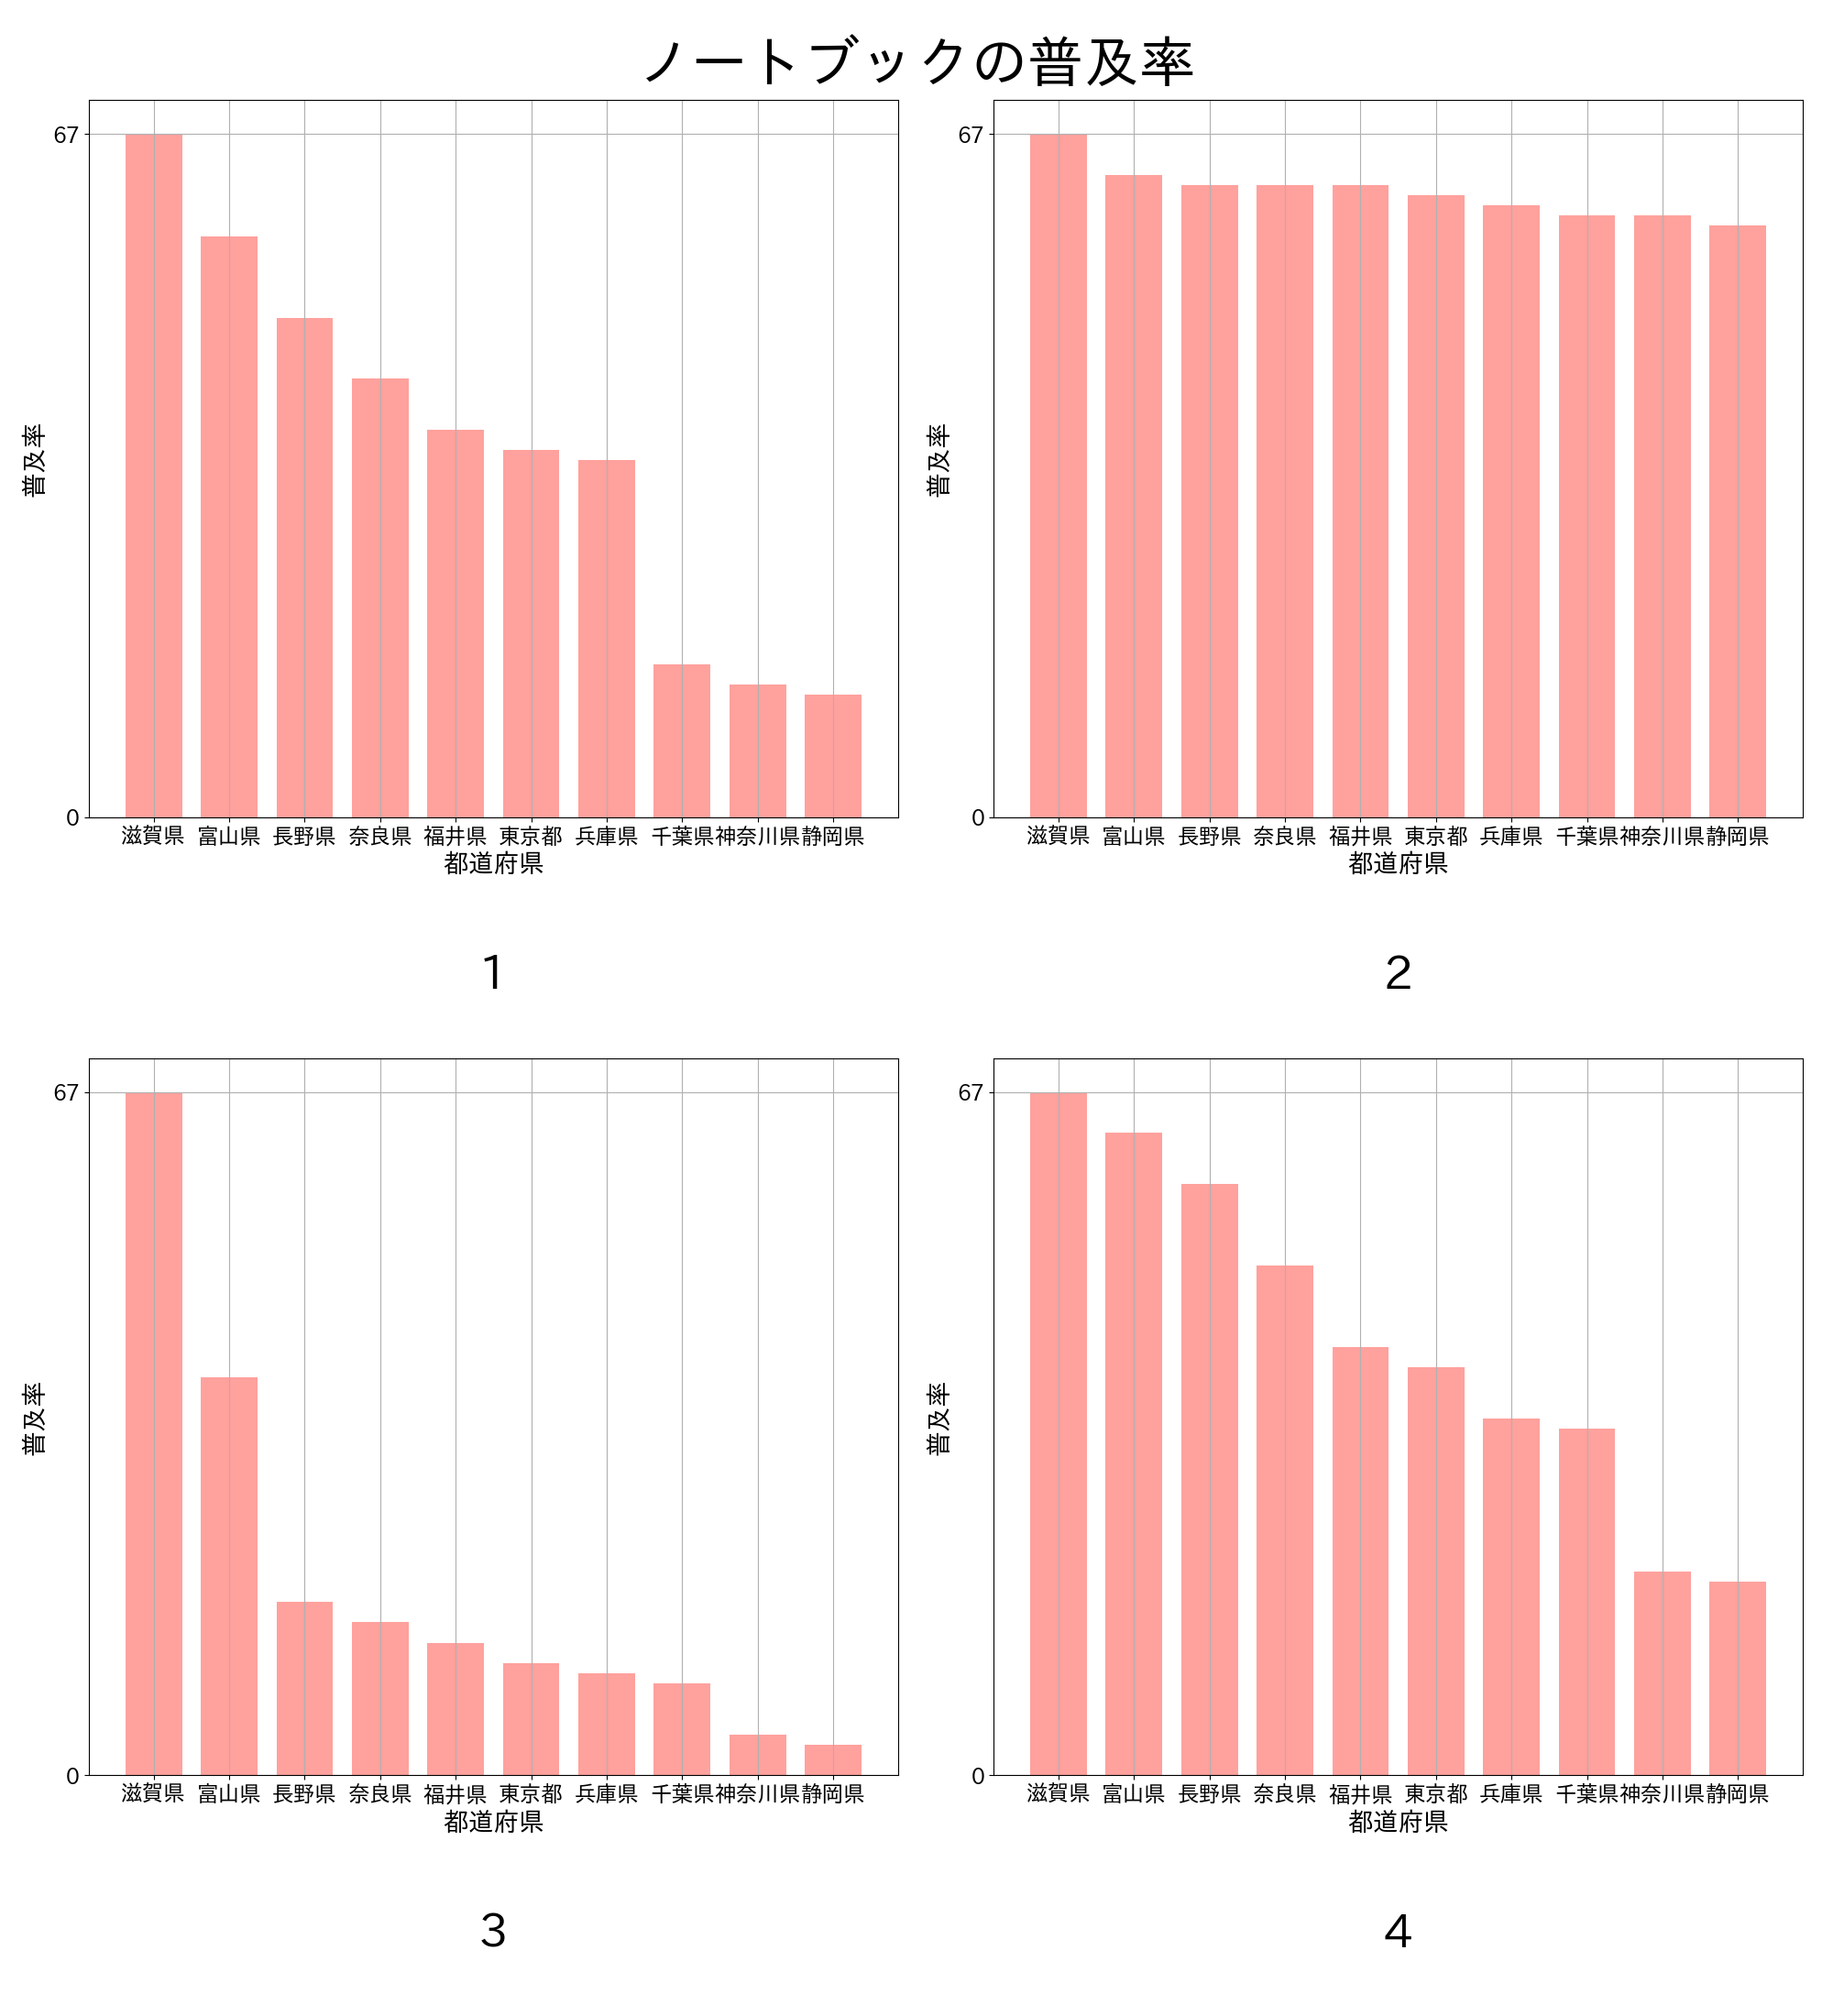 ノートブックの普及率
67
普及率
0
滋賀県 富山県 長野県 奈良県 福井県 東京都 兵庫県 千葉県 神奈川県 静岡県
都道府県
1
67
普及率
0
滋賀県 富山県 長野県 奈良県 福井県 東京都 兵庫県 千葉県 神奈川県 静岡県
都道府県
2
67
普及率
0
滋賀県 富山県 長野県 奈良県 福井県 東京都 兵庫県 千葉県 神奈川県 静岡県
都道府県
3
67
普及率
0
滋賀県 富山県 長野県 奈良県 福井県 東京都 兵庫県 千葉県 神奈川県 静岡県
都道府県
4